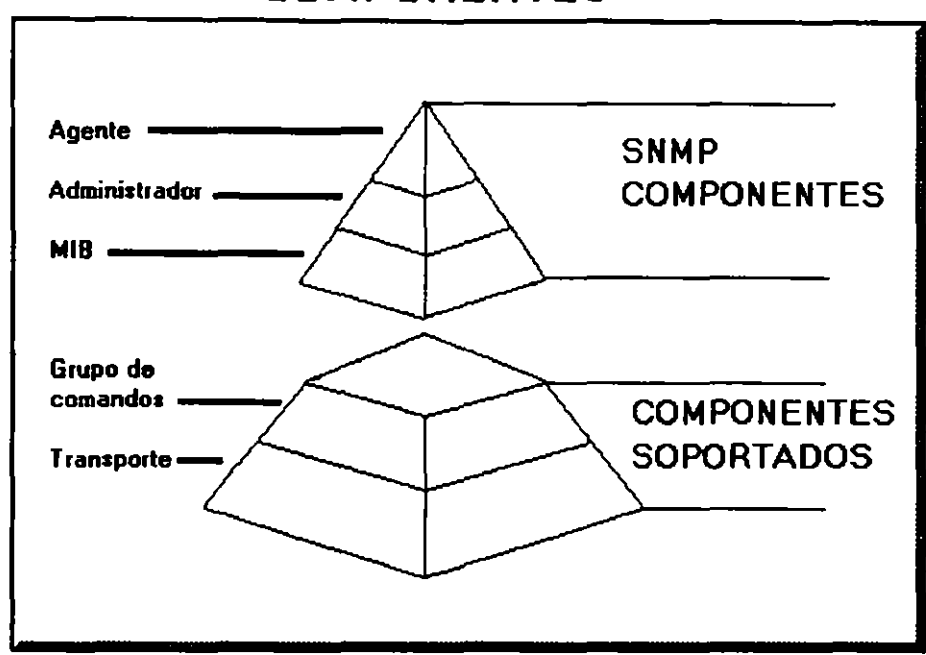 Agente
Administrador
MIB
SNMP
COMPONENTES
Grupo de
comandos
Transporte
COMPONENTES
SOPORTADOS